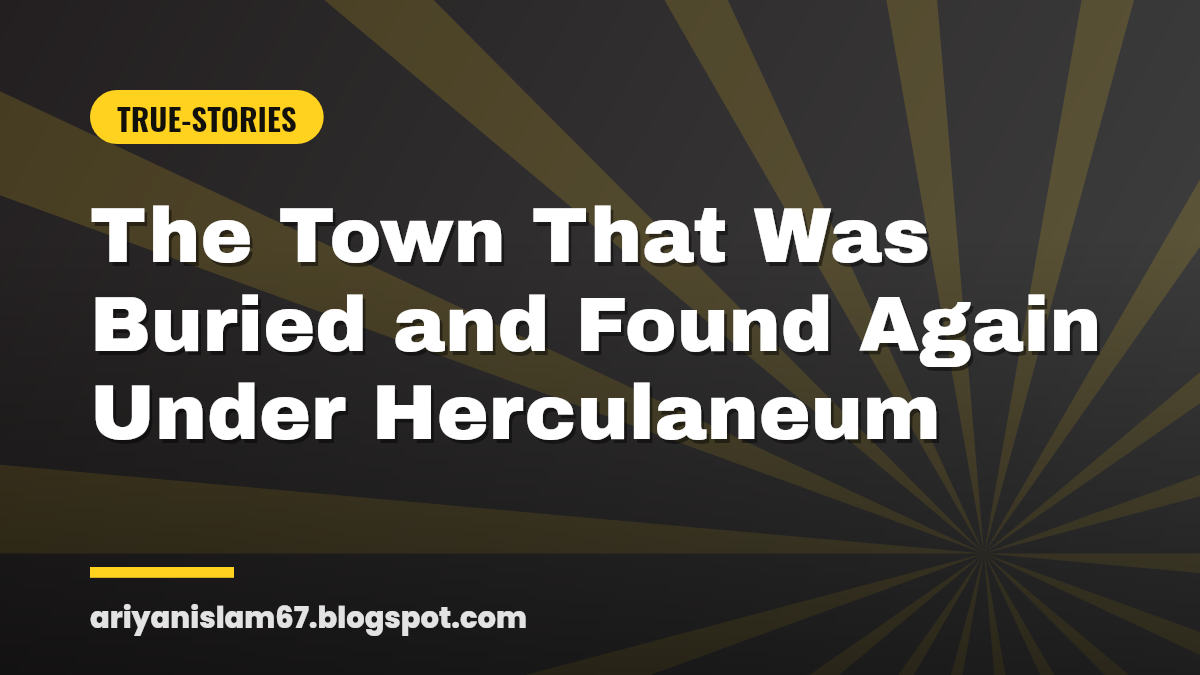 TRUE-STORIES
The Town That Was
Buried and Found Again
Under Herculaneum
ariyanislam67.blogspot.com